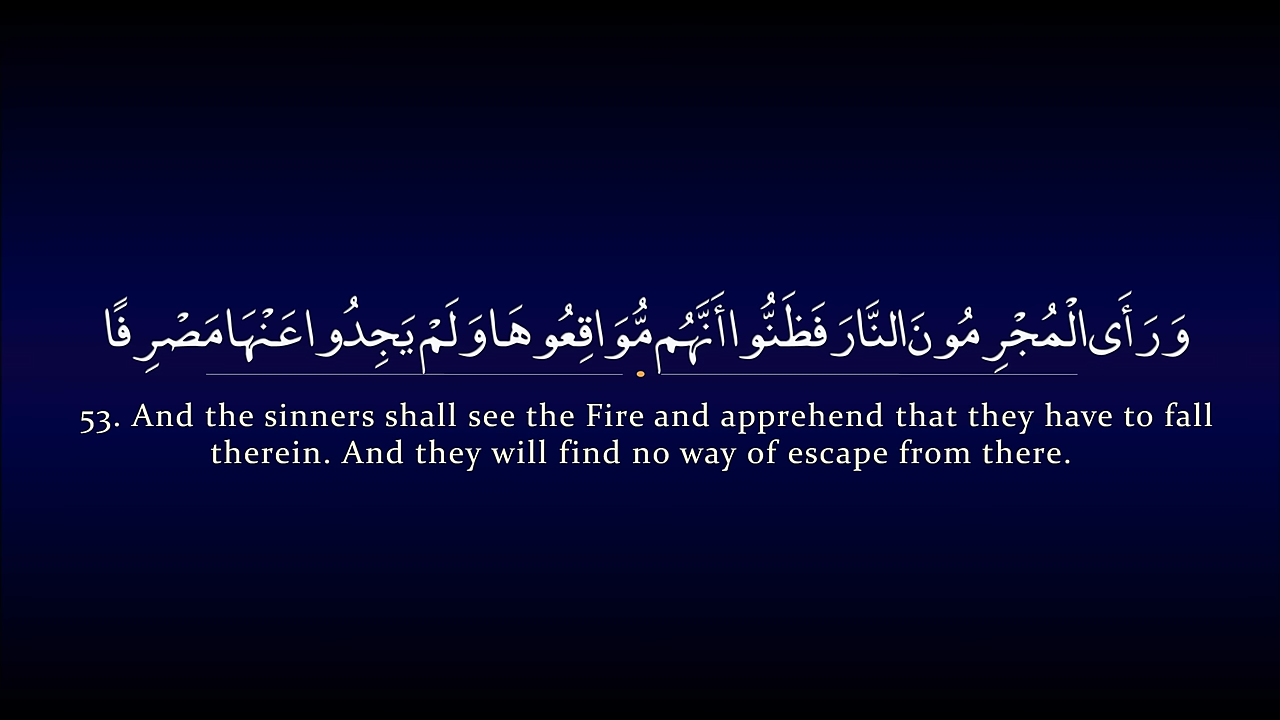 وَرَأَى الْمُجْرِمُونَ النَّارَ فَظَنُّوا أَنَّهُم مُّوَاقِعُوهَا وَلَمْ يَجِدُوا عَنْهَا مَصْرِفًا
53. And the sinners shall see the Fire and apprehend that they have to fall
therein. And they will find no way of escape from there.